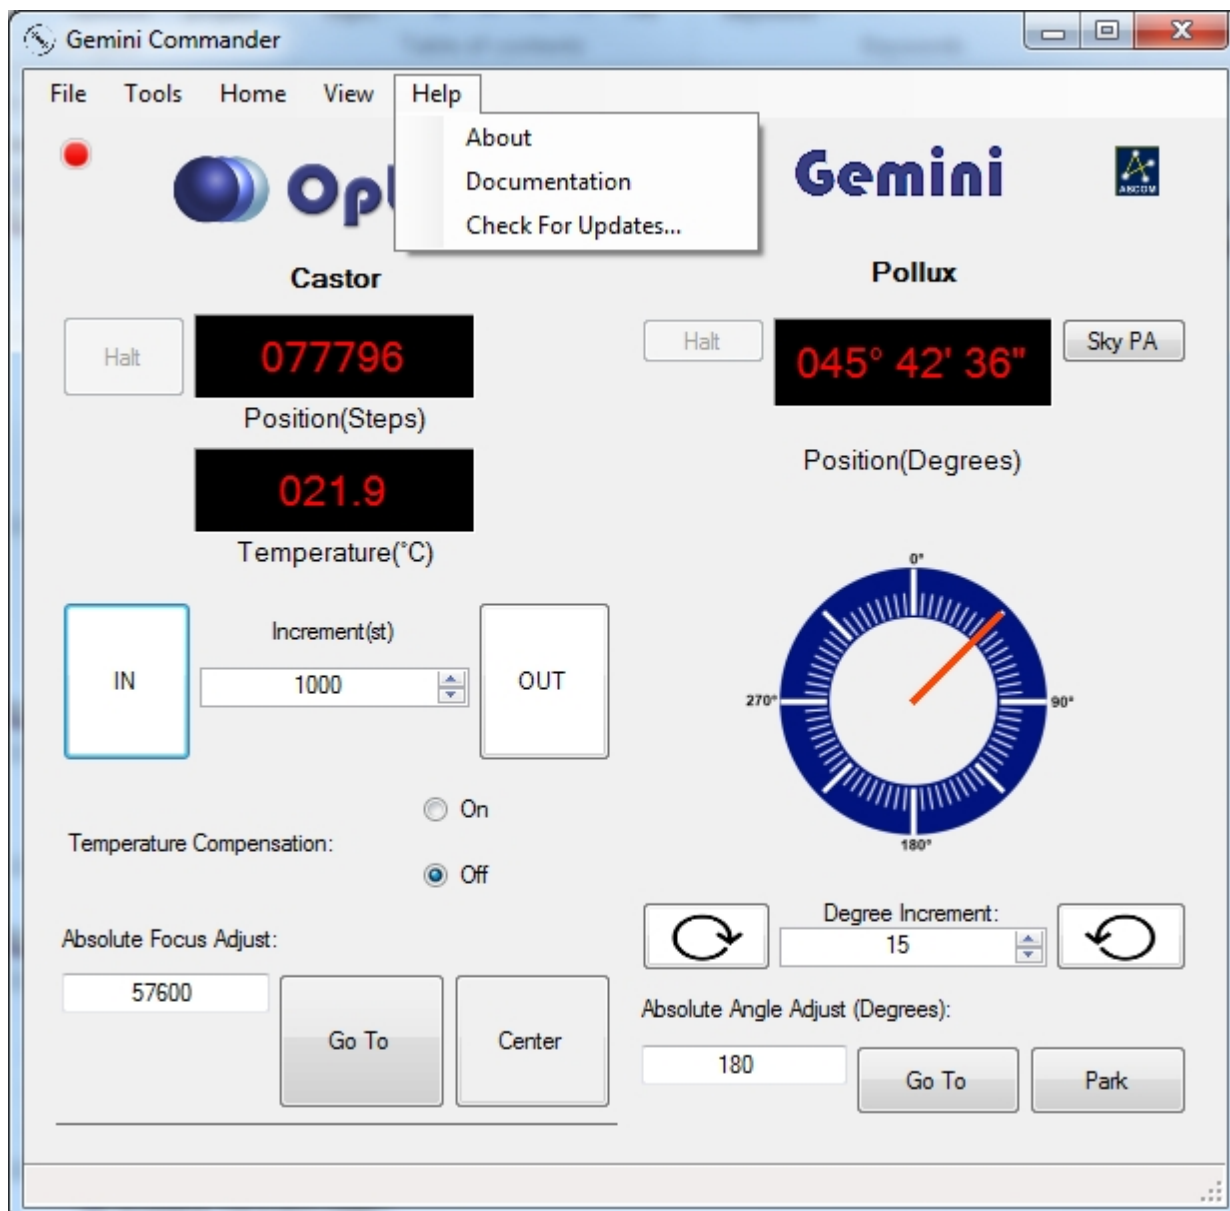 Gemini Commander
File Tools Home View Help
About
Documentation
Check For Updates...
Gemini
ASCOM
Castor
Pollux
Halt
077796
Position(Steps)
021.9
Temperature(°C)
Halt
045° 42' 36"
Sky PA
Position(Degrees)
IN
Increment(st)
1000
OUT
0°
270°
90°
180°
Temperature Compensation:
On
Off
Absolute Focus Adjust:
57600
Go To
Center
Degree Increment:
15
Absolute Angle Adjust (Degrees):
180
Go To
Park